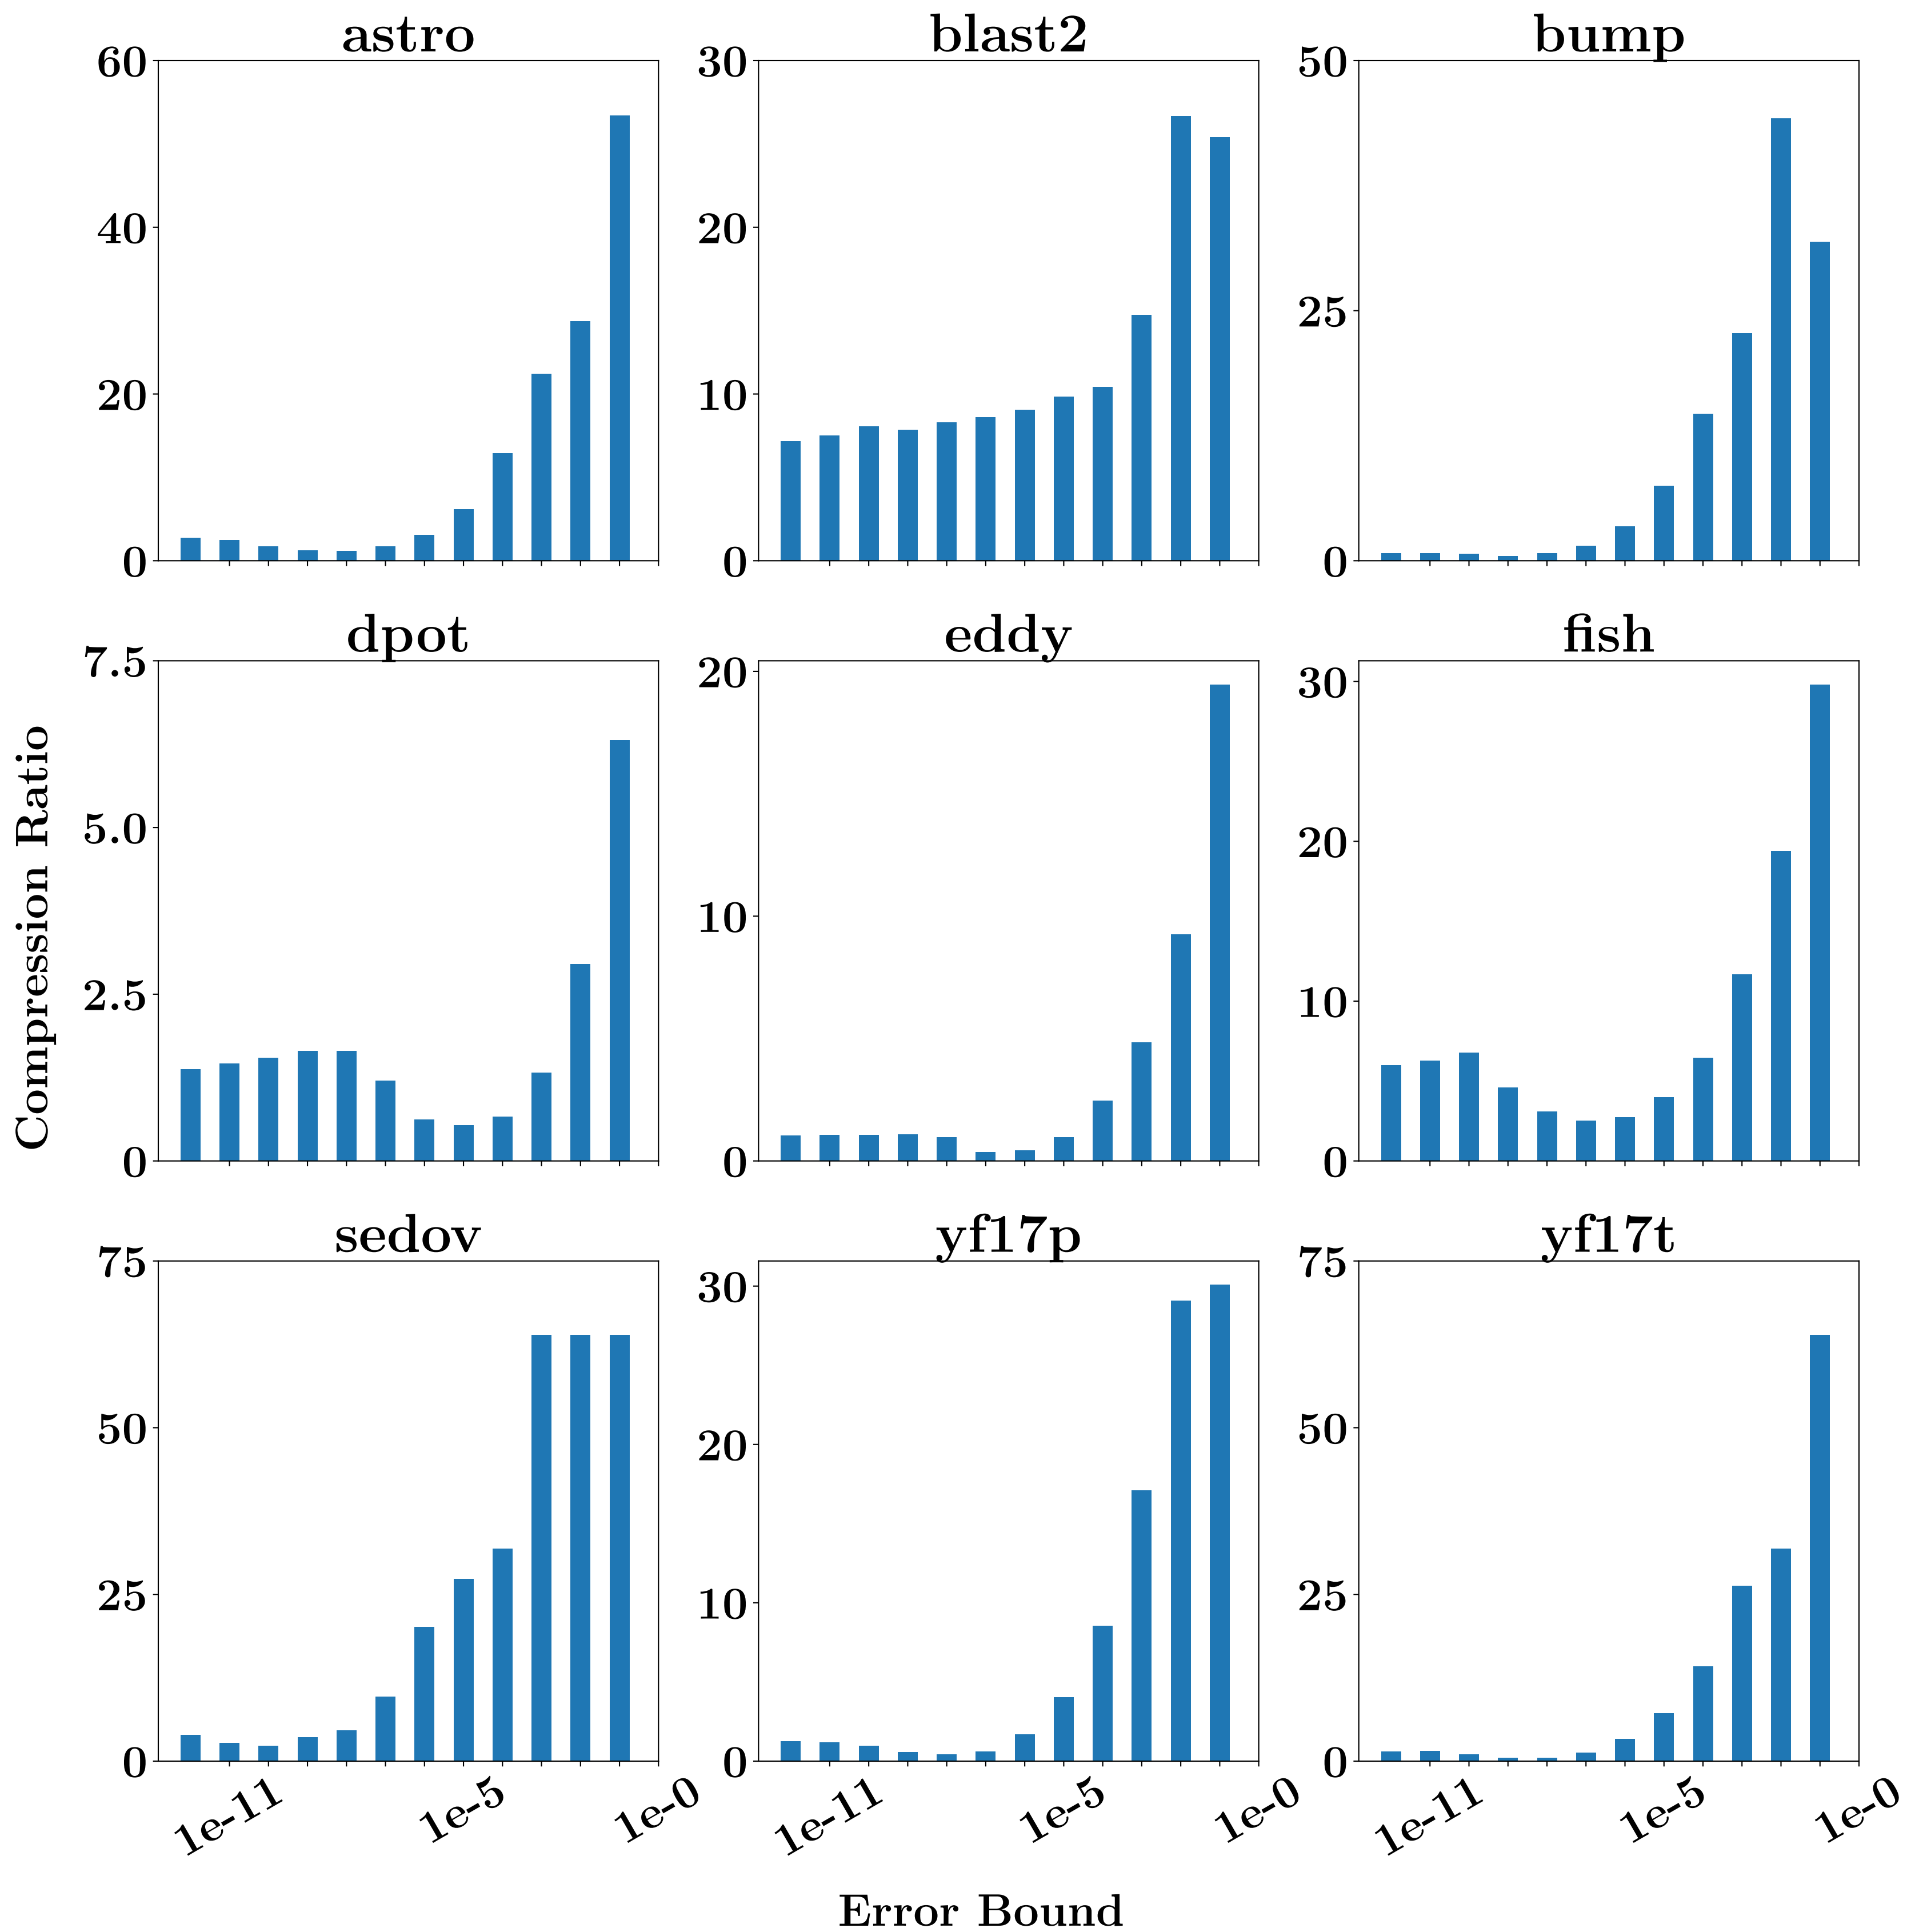 astro
60
40
20
0
blast2
30
20
10
0
bump
50
25
0
dpot
7.5
5.0
2.5
0
eddy
20
10
0
fish
30
20
10
0
sedov
75
50
25
0
1e-11
1e-5
1e-0
yf17p
30
20
10
0
1e-11
1e-5
1e-0
yf17t
75
50
25
0
1e-11
1e-5
1e-0
Compression Ratio
Error Bound